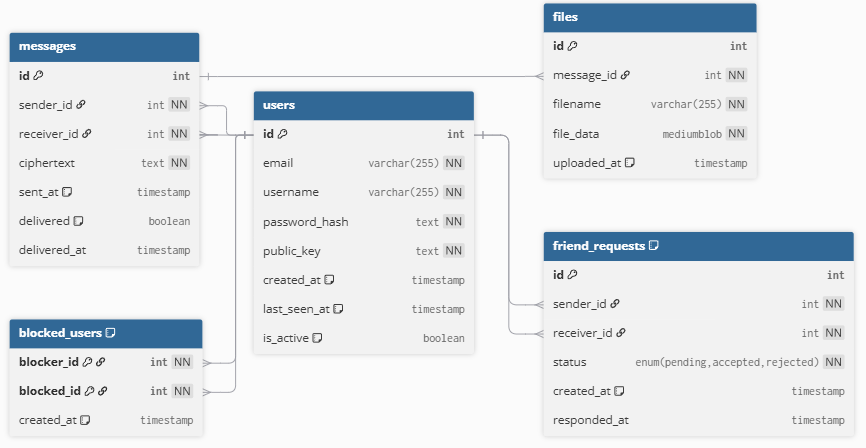 messages
id int
sender_id int NN
receiver_id int NN
ciphertext text NN
sent_at timestamp
delivered boolean
delivered_at timestamp
blocked_users
blocker_id int NN
blocked_id int NN
created_at timestamp
users
id int
email varchar(255) NN
username varchar(255) NN
password_hash text NN
public_key text NN
created_at timestamp
last_seen_at timestamp
is_active boolean
files
id int
message_id int NN
filename varchar(255) NN
file_data mediumblob NN
uploaded_at timestamp
friend_requests
id int
sender_id int NN
receiver_id int NN
status enum(pending,accepted,rejected) NN
created_at timestamp
responded_at timestamp